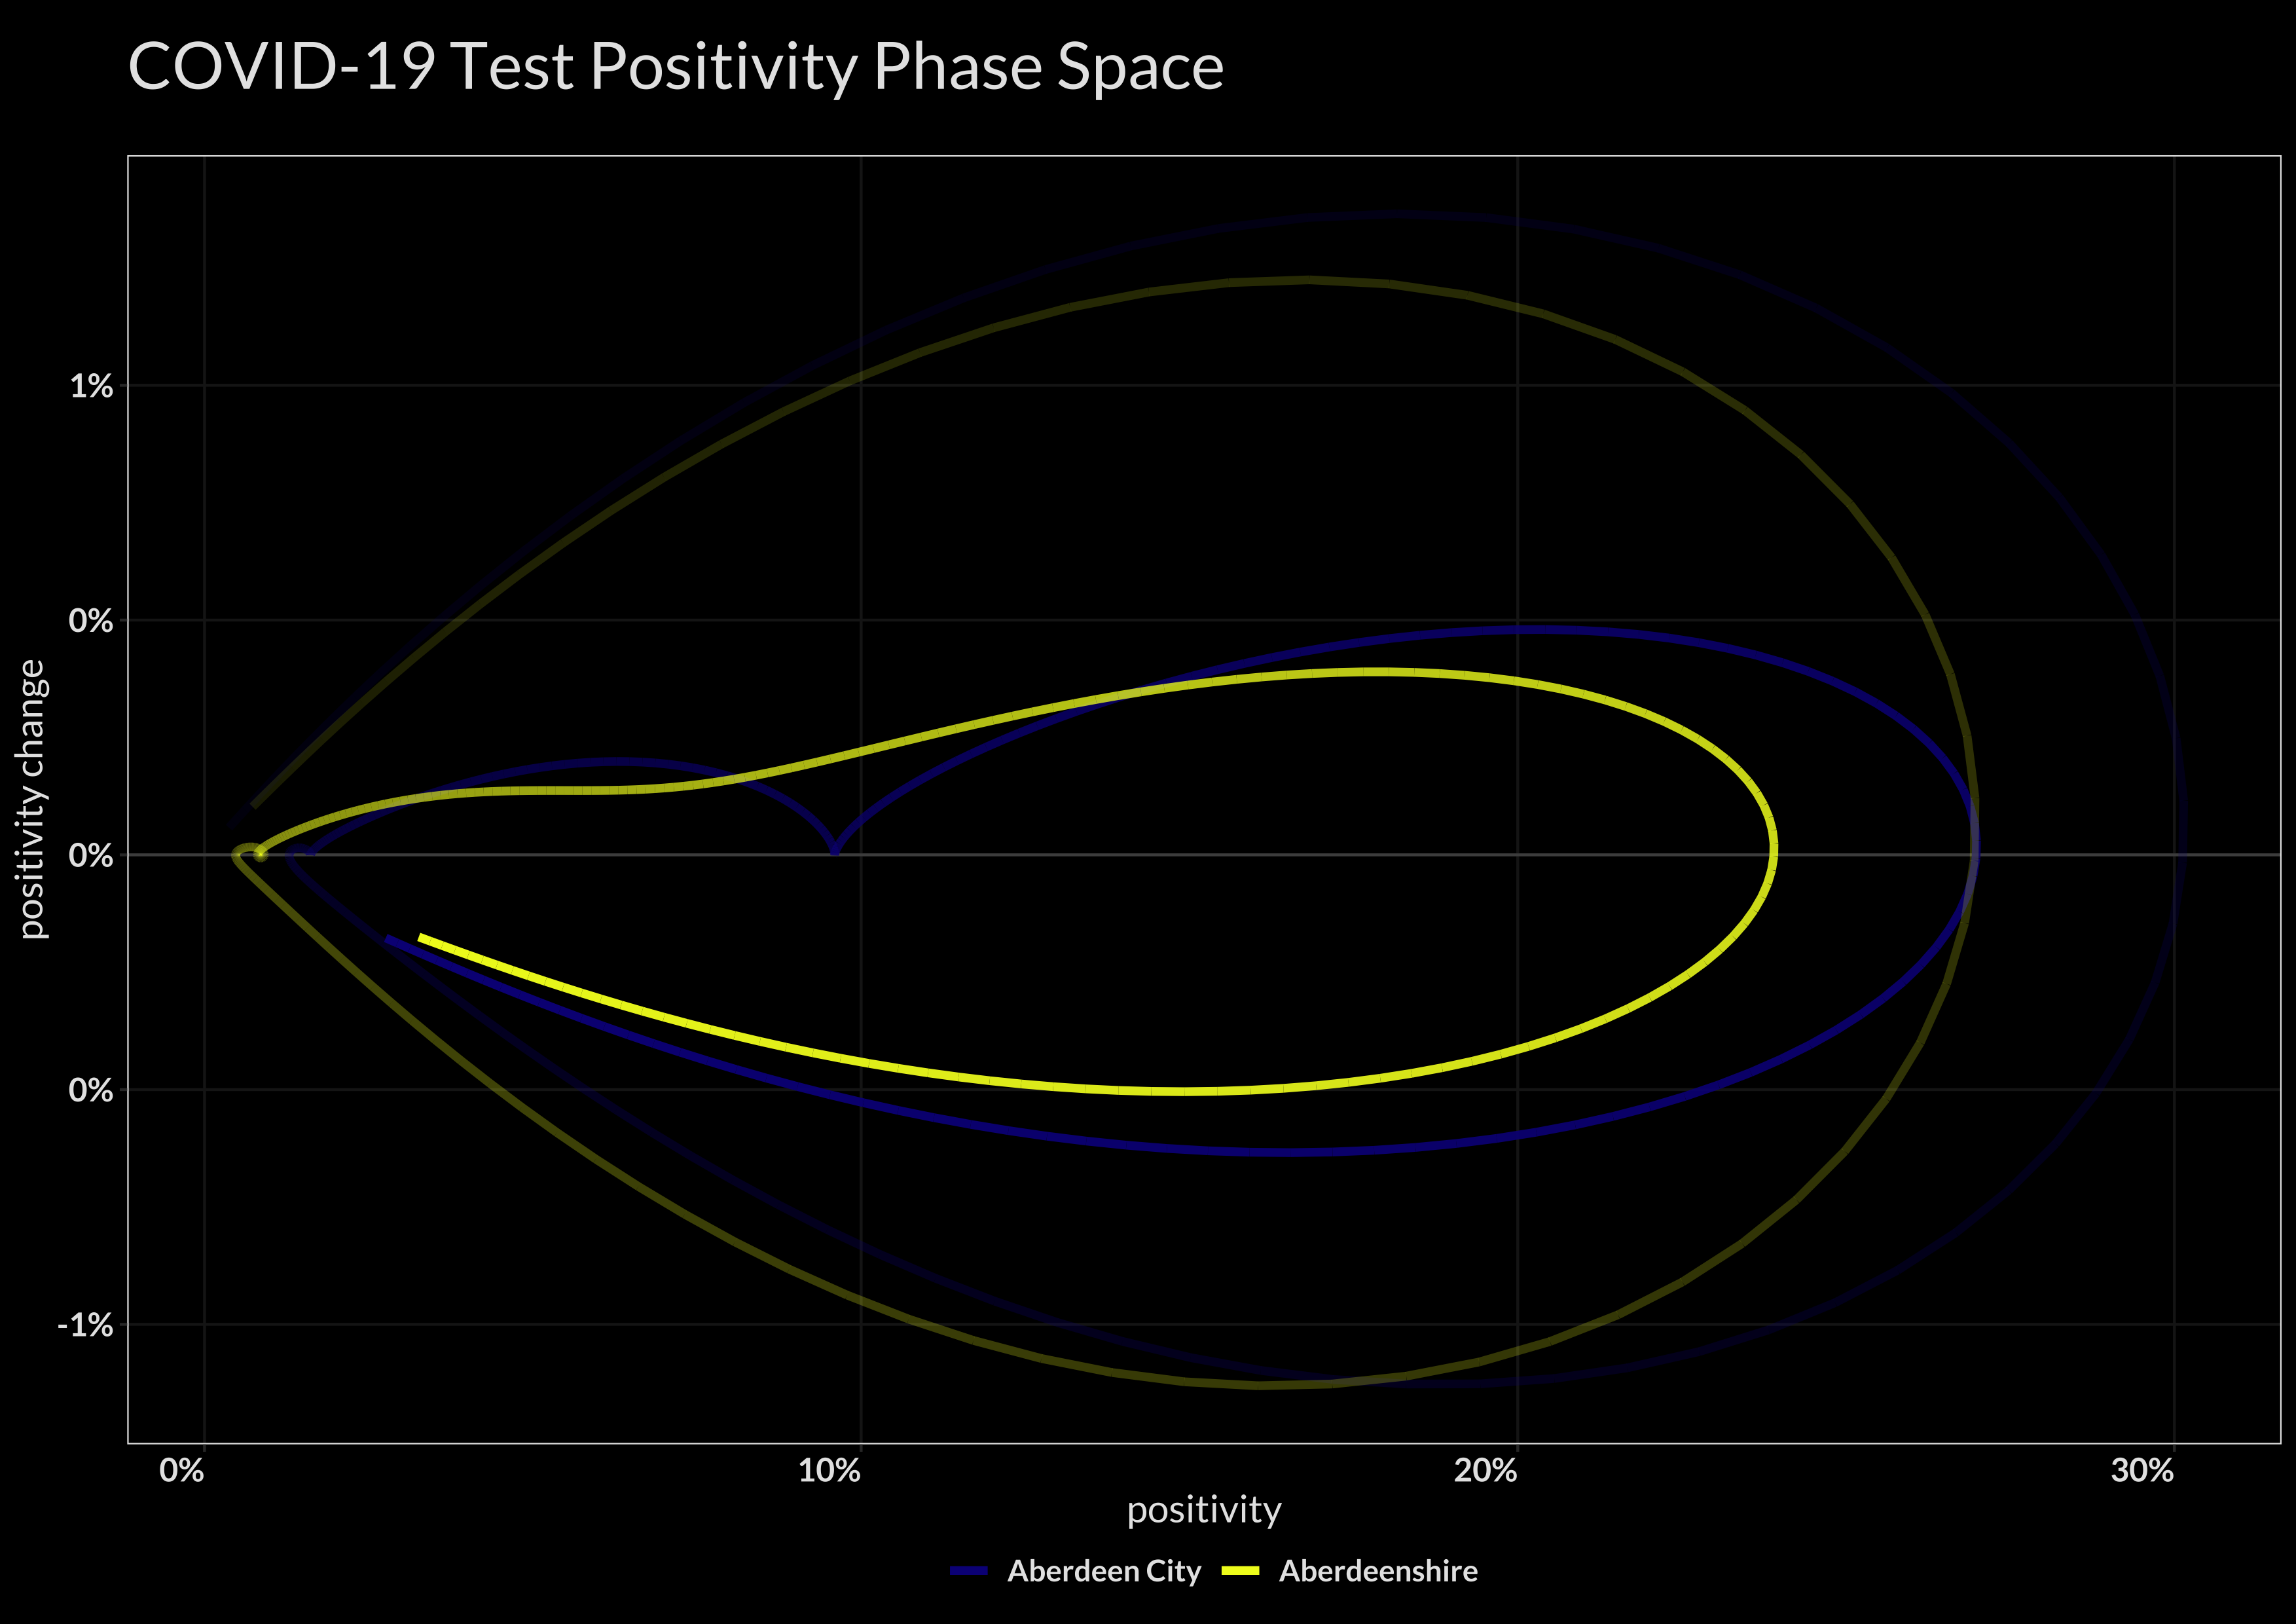 COVID-19 Test Positivity Phase Space
positivity change
1%
0%
0%
0%
-1%
0% 10% 20% 30%
positivity
Aberdeen City Aberdeenshire